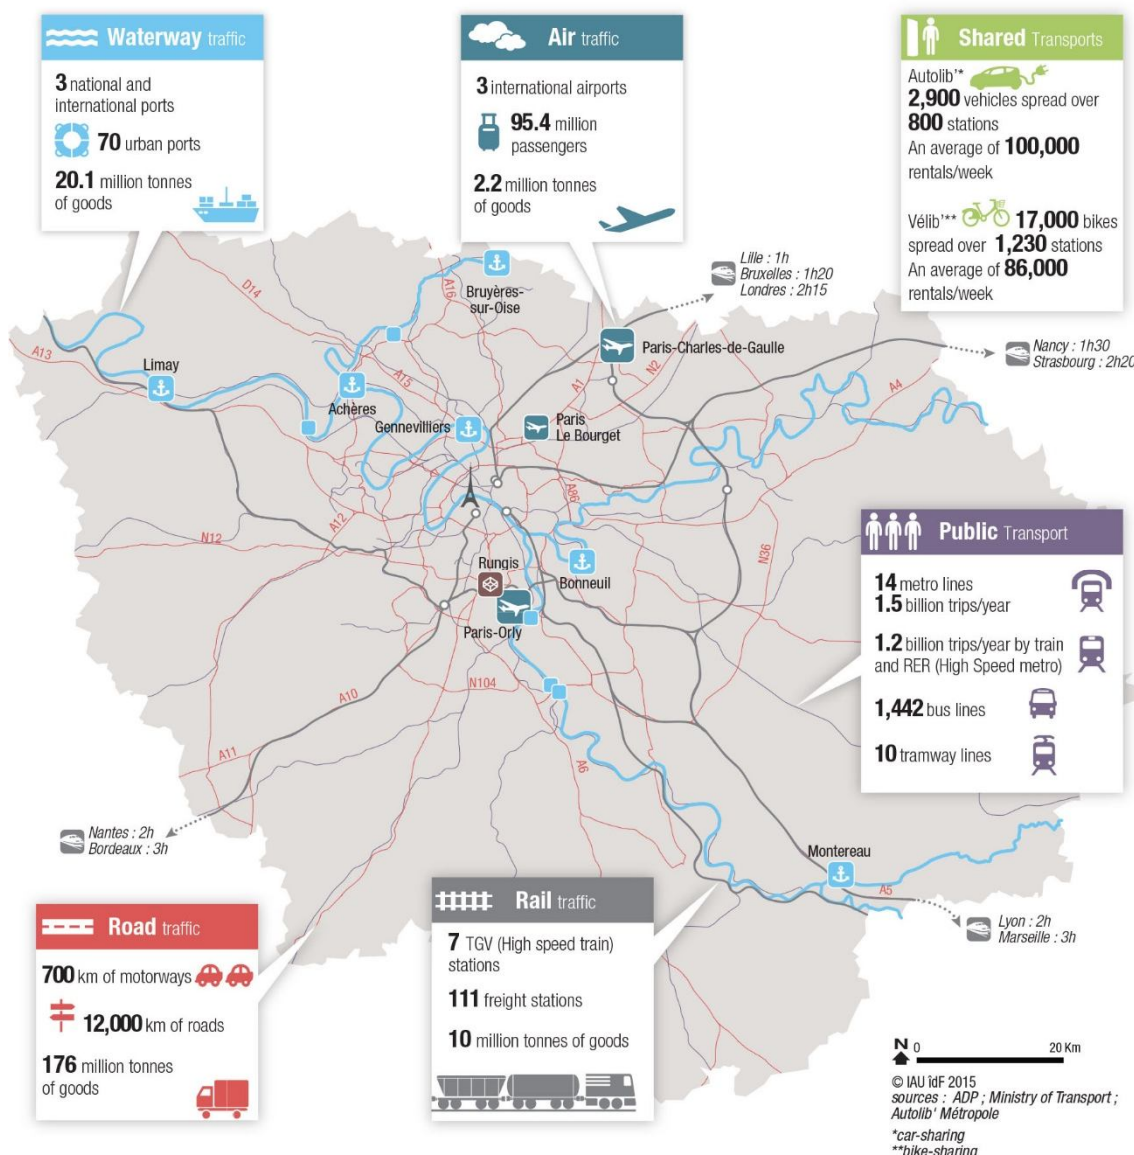 Waterway traffic
3 national and
international ports
70 urban ports
20.1 million tonnes
of goods
Air traffic
3 international airports
95.4 million
passengers
2.2 million tonnes
of goods
Shared Transports
Autolib'*
2,900 vehicles spread over
800 stations
An average of 100,000
rentals/week
Vélib'** 17,000 bikes
spread over 1,230 stations
An average of 86,000
rentals/week
Lille : 1h
Bruxelles : 1h20
Londres : 2h15
Nancy : 1h30
Strasbourg : 2h20
D14
A16
Bruyères-
sur-Oise
Paris-Charles-de-Gaulle
A13
Limay
A15
Achères
Gennevilliers
A1
N2
A4
Paris
Le Bourget
A86
A12
N12
N36
Rungis
Bonneuil
Paris-Orly
N104
A10
A11
A6
Public Transport
14 metro lines
1.5 billion trips/year
1.2 billion trips/year by train
and RER (High Speed metro)
1,442 bus lines
10 tramway lines
Nantes : 2h
Bordeaux : 3h
Montereau
A5
Lyon : 2h
Marseille : 3h
Road traffic
700 km of motorways
12,000 km of roads
176 million tonnes
of goods
Rail traffic
7 TGV (High speed train)
stations
111 freight stations
10 million tonnes of goods
N 0 20 Km
© IAU îdF 2015
sources : ADP ; Ministry of Transport ;
Autolib' Métropole
*car-sharing
**bike-sharing